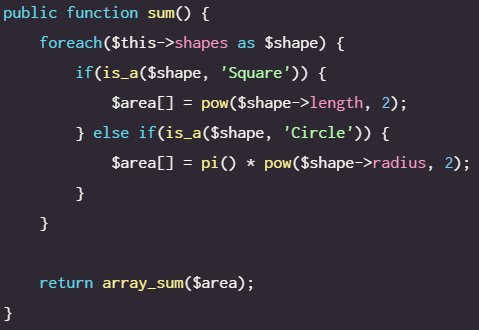 public function sum() {
    foreach($this->shapes as $shape) {
        if(is_a($shape, ’Square’)) {
            $area[] = pow($shape->length, 2);
        } else if(is_a($shape, ’Circle’)) {
            $area[] = pi() * pow($shape->radius, 2);
        }
    }

    return array_sum($area);
}